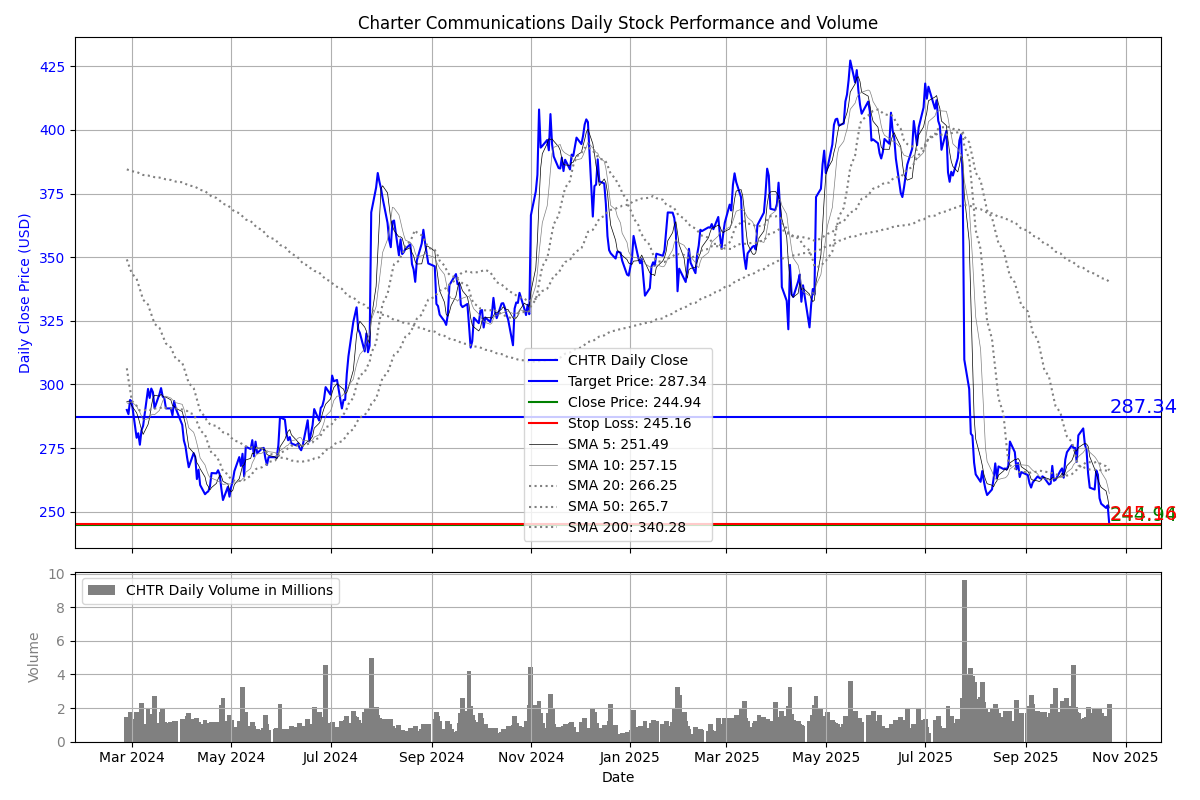 Charter Communications Daily Stock Performance and Volume
Daily Close Price (USD)
425
400
375
350
325
300
275
250
CHTR Daily Close
Target Price: 287.34
Close Price: 244.94
Stop Loss: 245.16
SMA 5: 251.49
SMA 10: 257.15
SMA 20: 266.25
SMA 50: 265.7
SMA 200: 340.28
287.34
244.94
245.16
Volume
10
8
6
4
2
0
CHTR Daily Volume in Millions
Mar 2024 May 2024 Jul 2024 Sep 2024 Nov 2024 Jan 2025 Mar 2025 May 2025 Jul 2025 Sep 2025 Nov 2025
Date